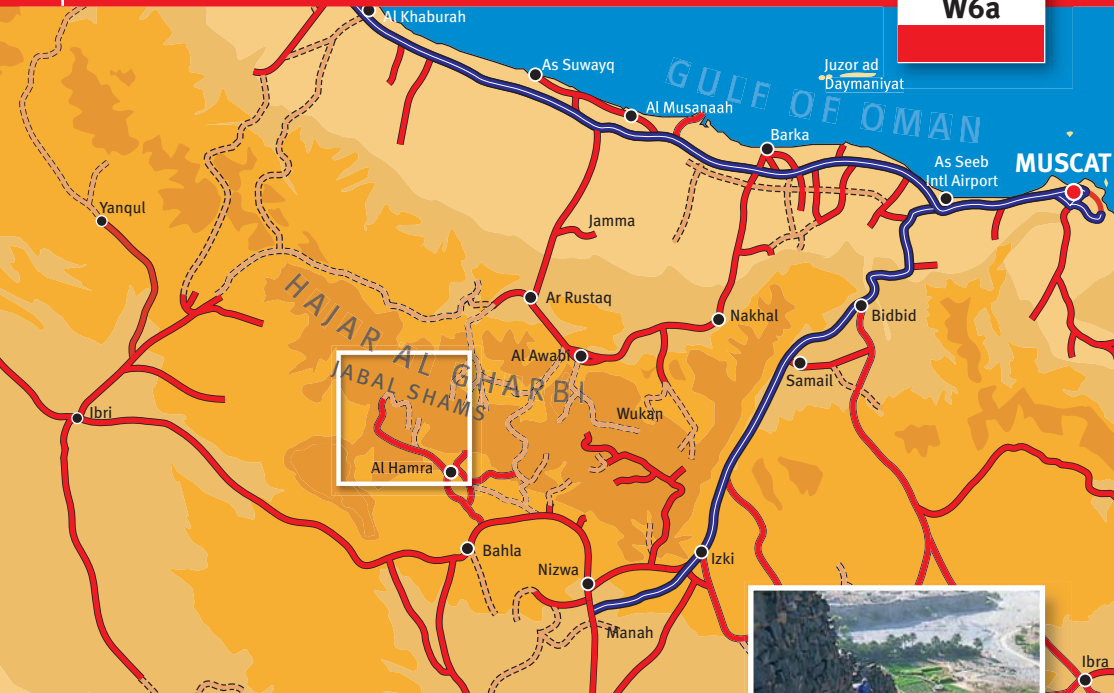 W6a
Al Khaburah
As Suwayq
Juzor ad
Daymaniyat
GULF OF OMAN
Al Musanaah
Barka
As Seeb
Intl Airport
MUSCAT
Yanqul
Jamma
HAJAR AL GHARBI
Ar Rustaq
Nakhal
Bidbid
Al Awabi
JABAL SHAMS
Samail
Ibri
Wukan
Al Hamra
Bahla
Izki
Nizwa
Manah
Ibra